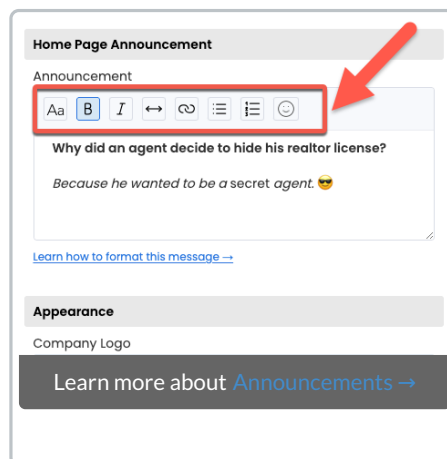 Home Page Announcement
Announcement
Aa B I
Why did an agent decide to hide his realtor license?
Because he wanted to be a secret agent. 😎
Learn how to format this message →
Appearance
Company Logo
Learn more about Announcements →